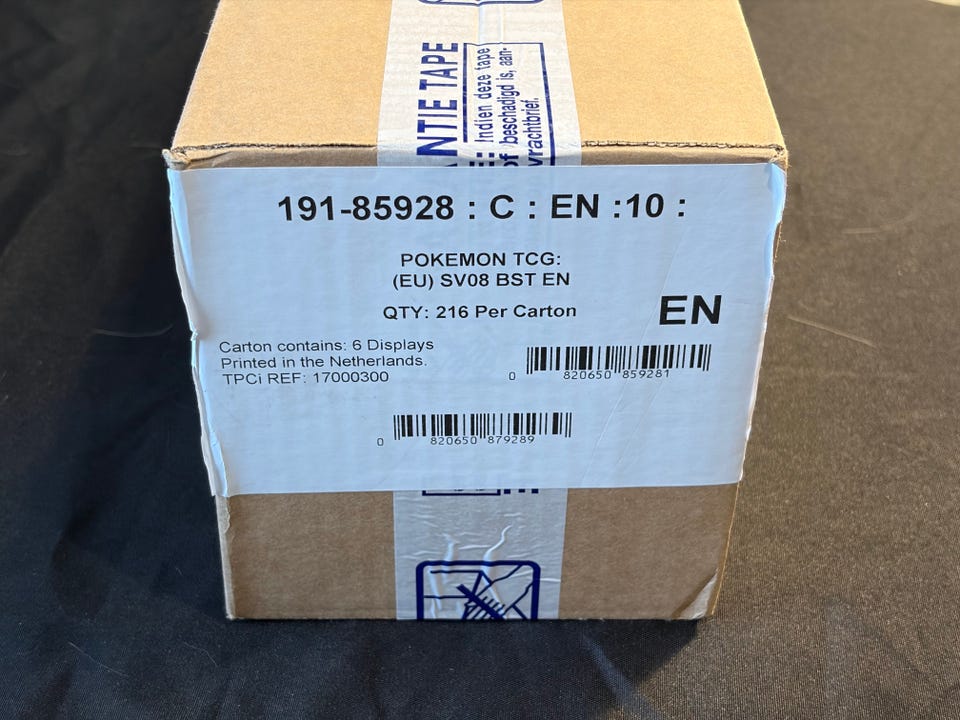 NTIE TAPE
Indien deze tape
of beschadigd is, aan-
vrachtbrief.
191-85928 : C : EN :10 :
POKEMON TCG:
(EU) SV08 BST EN
QTY: 216 Per Carton
EN
Carton contains: 6 Displays
Printed in the Netherlands.
TPCi REF: 17000300
0 820650 859281
0 820650 879289